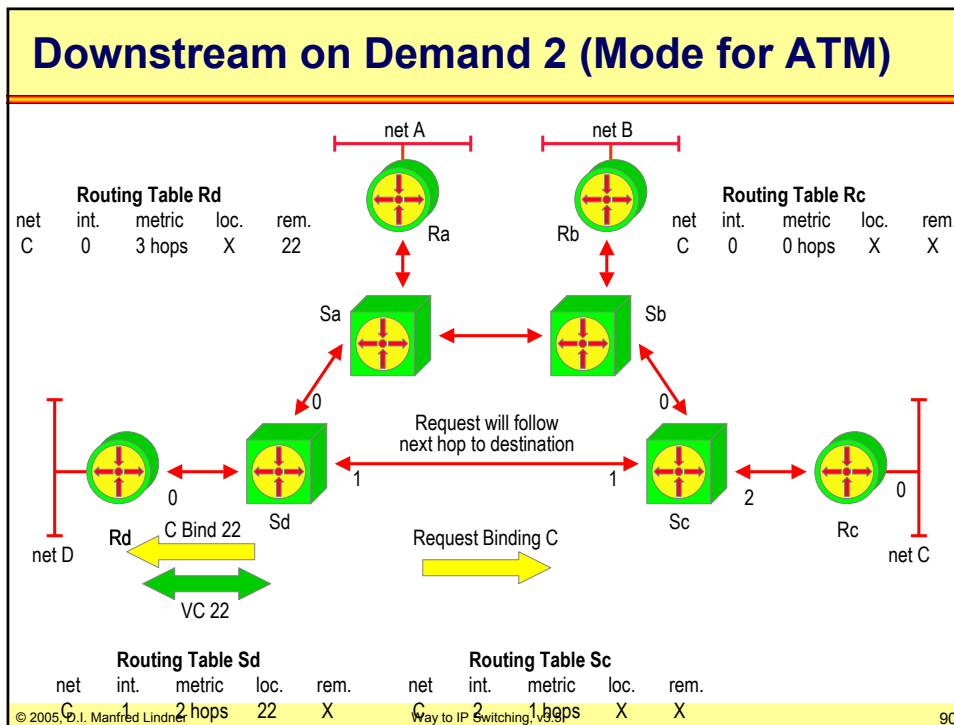 Downstream on Demand 2 (Mode for ATM)
net A
net B
Routing Table Rd
net int. metric loc. rem.
C 0 3 hops X 22
Routing Table Rc
net int. metric loc. rem.
C 0 0 hops X X
Ra
Rb
Sa
Sb
0
0
Request will follow
next hop to destination
1
1
0
2
0
Sd
Sc
Rd
Rc
net D
net C
C Bind 22
Request Binding C
VC 22
Routing Table Sd
net int. metric loc. rem.
C 1 2 hops 22 X
Routing Table Sc
net int. metric loc. rem.
C 2 1 hops X X
© 2005, D.I. Manfred Lindner
Way to IP Switching,
90